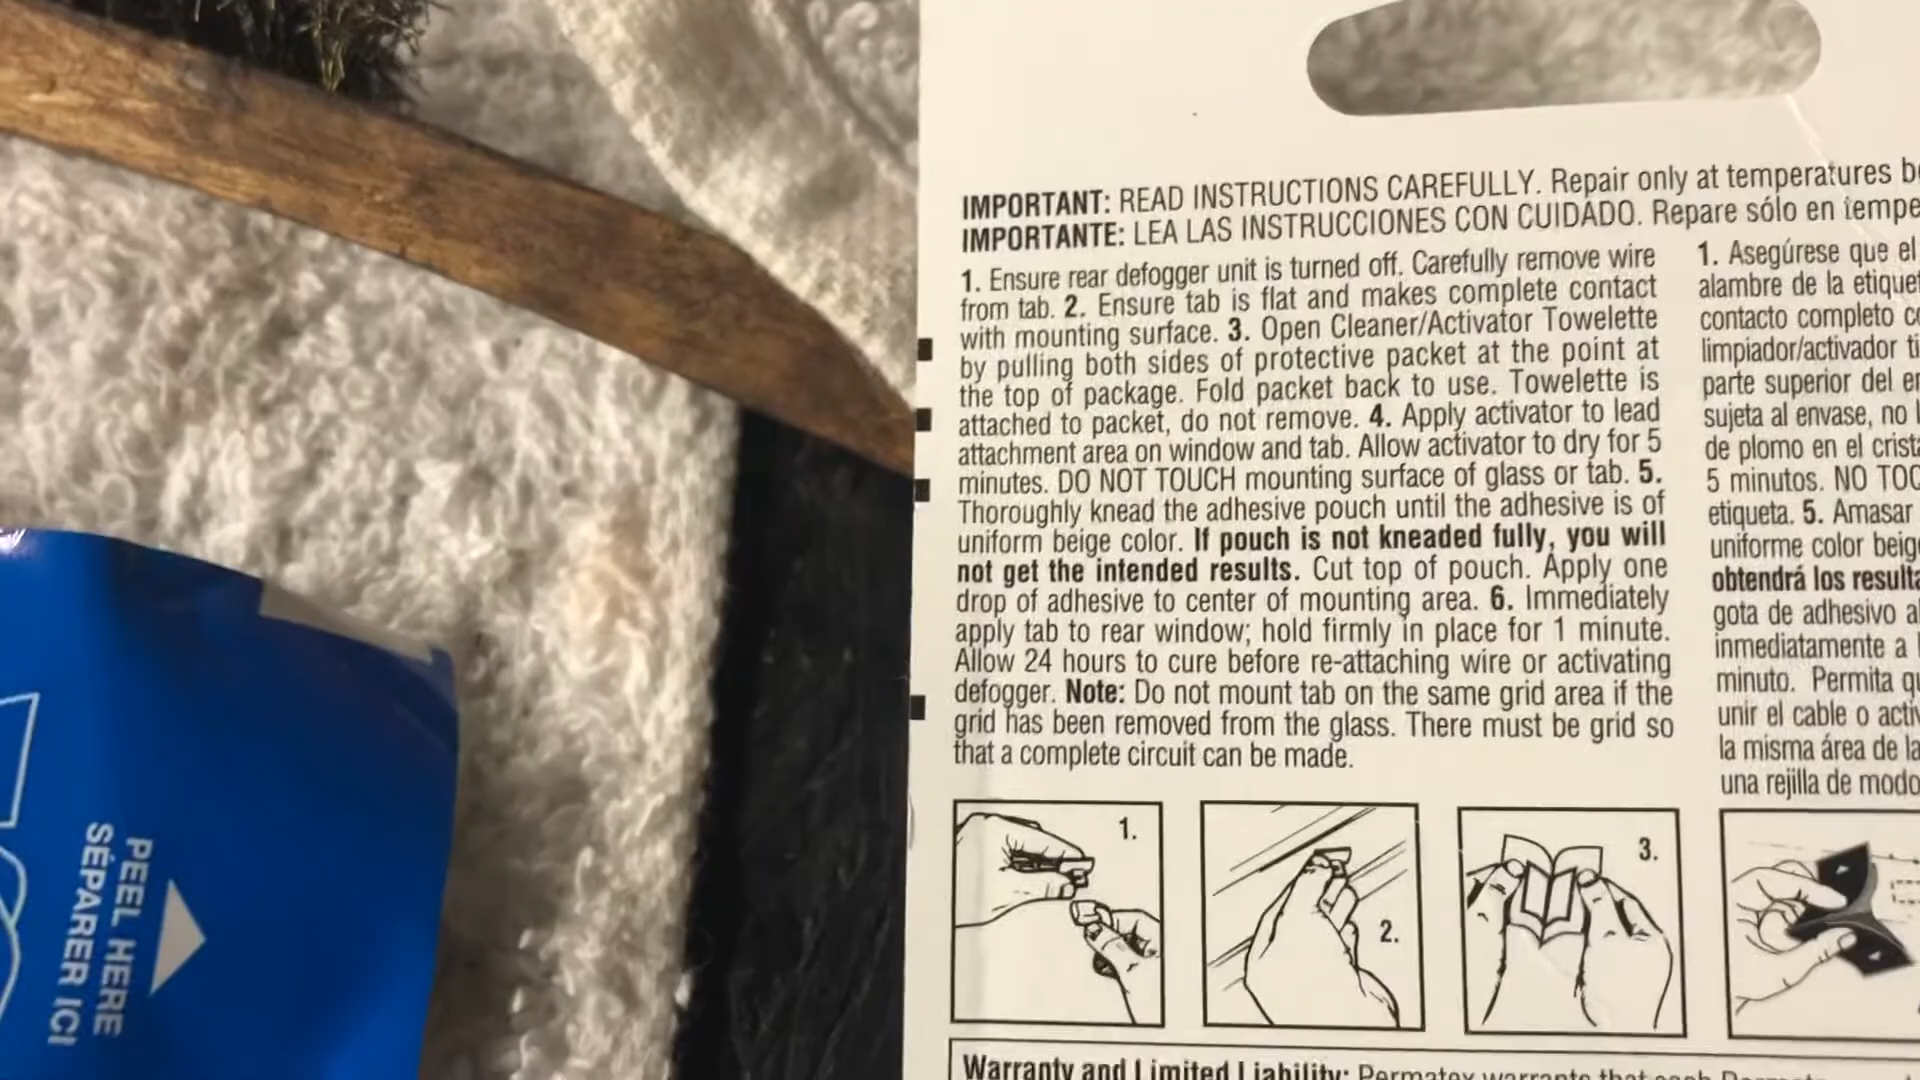 IMPORTANT: READ INSTRUCTIONS CAREFULLY. Repair only at temperatures
IMPORTANTE: LEA LAS INSTRUCCIONES CON CUIDADO. Repare sólo en
1. Ensure rear defogger unit is turned off. Carefully remove wire
from tab. 2. Ensure tab is flat and makes complete contact
with mounting surface. 3. Open Cleaner/Activator Towelette
by pulling both sides of protective packet at the point at
the top of package. Fold packet back to use. Towelette is
attached to packet, do not remove. 4. Apply activator to lead
attachment area on window and tab. Allow activator to dry for 5
minutes. DO NOT TOUCH mounting surface of glass or tab. 5.
Thoroughly knead the adhesive pouch until the adhesive is of
uniform beige color. If pouch is not kneaded fully, you will
not get the intended results. Cut top of pouch. Apply one
drop of adhesive to center of mounting area. 6. Immediately
apply tab to rear window; hold firmly in place for 1 minute.
Allow 24 hours to cure before re-attaching wire or activating
defogger. Note: Do not mount tab on the same grid area if the
grid has been removed from the glass. There must be grid so
that a complete circuit can be made.
1. Asegúrese que el
alambre de la
contacto completo
limpiador/activador
parte superior del
sujeta al envase, no
de plomo en el
5 minutos. NO
etiqueta. 5. Amasar
uniforme color
obtendrá los
gota de adhesivo
inmediatamente a
minuto. Permita
unir el cable o
la misma área de
una rejilla de modo
1.
2.
3.
Warranty and Limited Liability: Permatex warrants that each
PEEL HERE
SÉPARER ICI